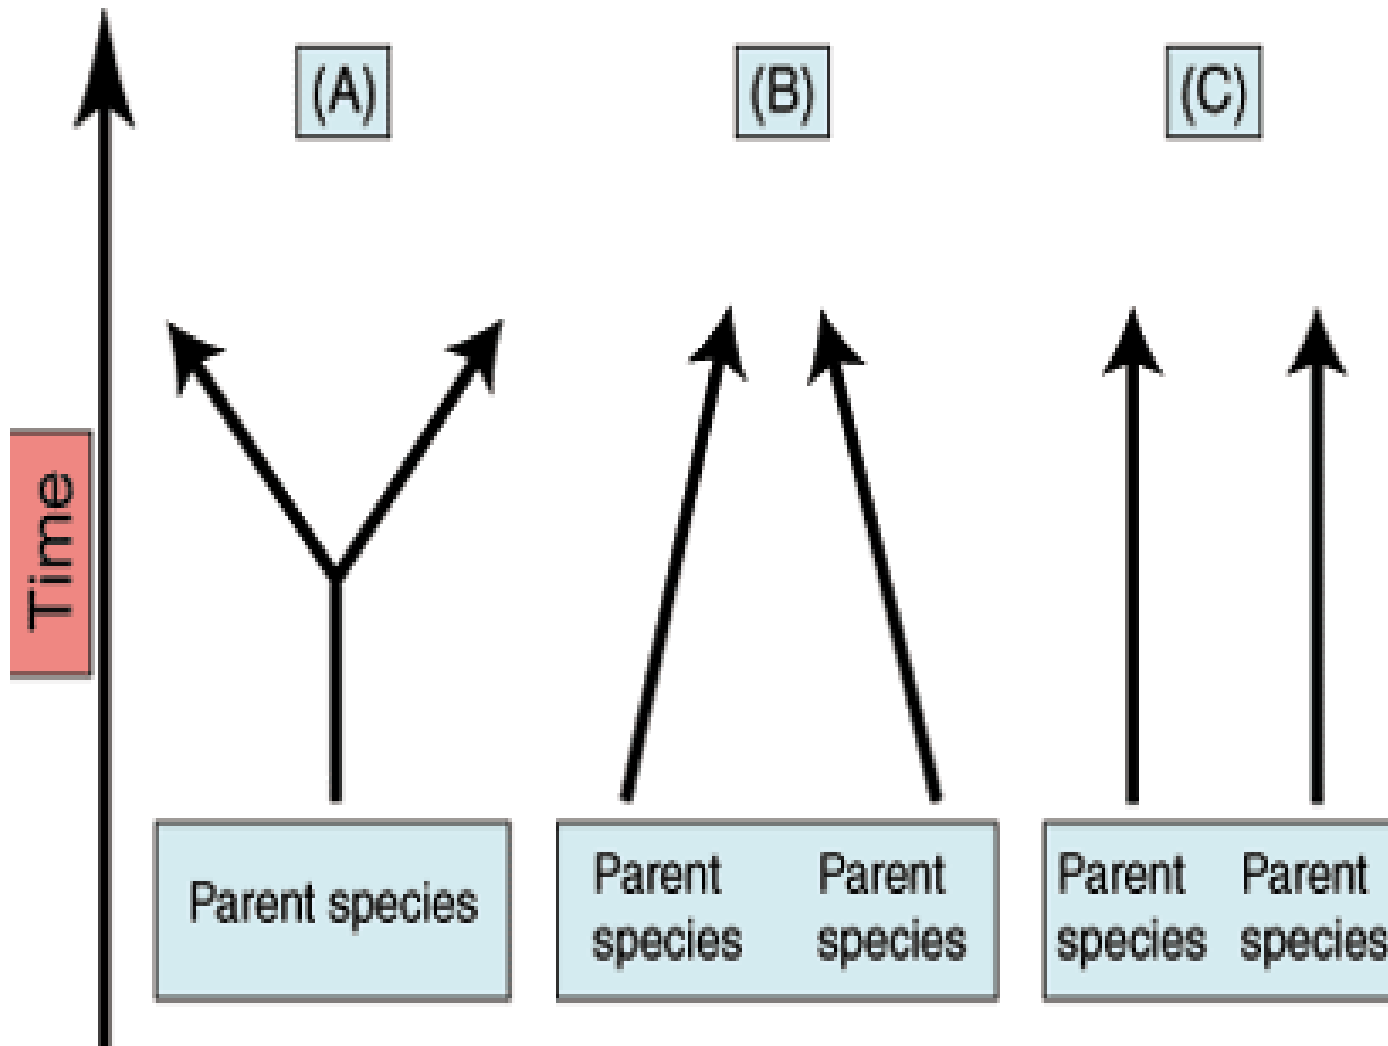 (A)
(B)
(C)
Time
Parent species
Parent
species
Parent
species
Parent
species
Parent
species